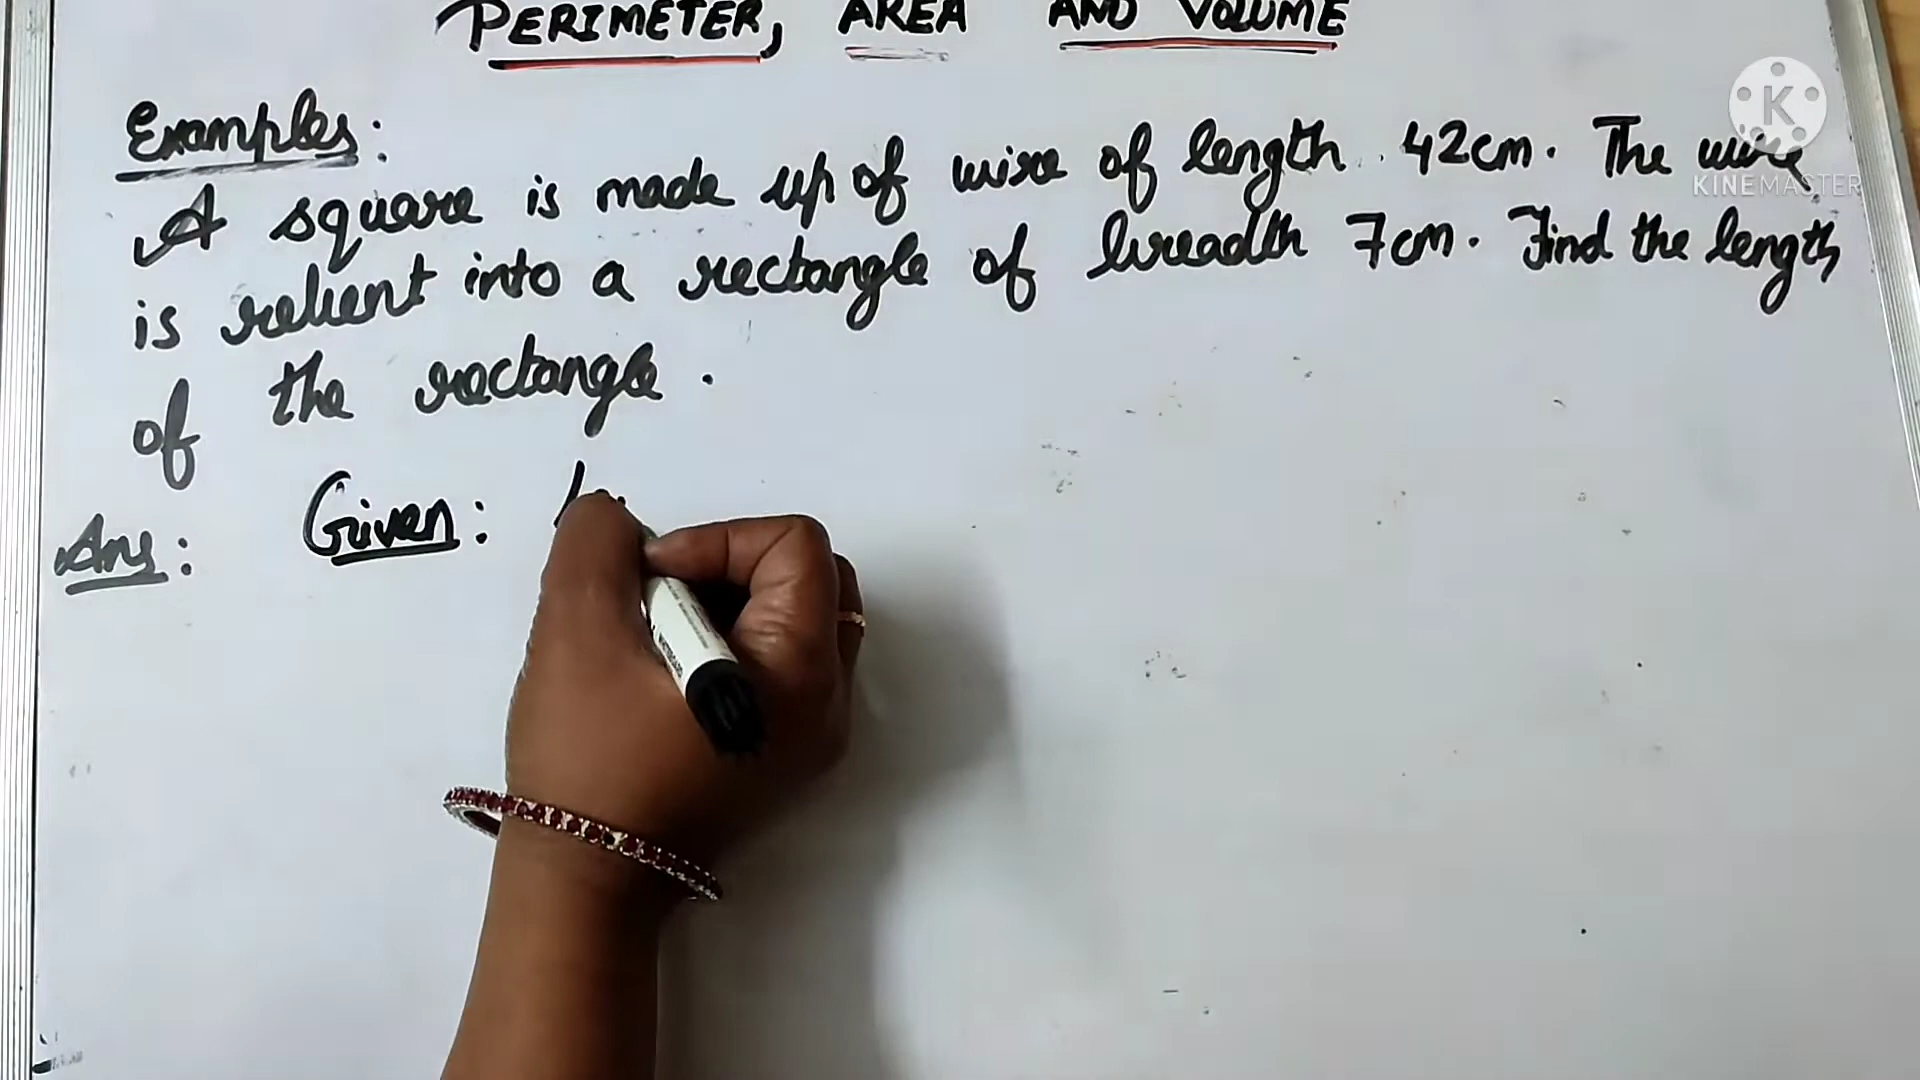 PERIMETER, AREA AND VOLUME
K
KINEMASTER
Examples:
A square is made up of wire of length 42cm. The wire
is rebent into a rectangle of breadth 7cm. Find the length
of the rectangle.
Ans: Given: